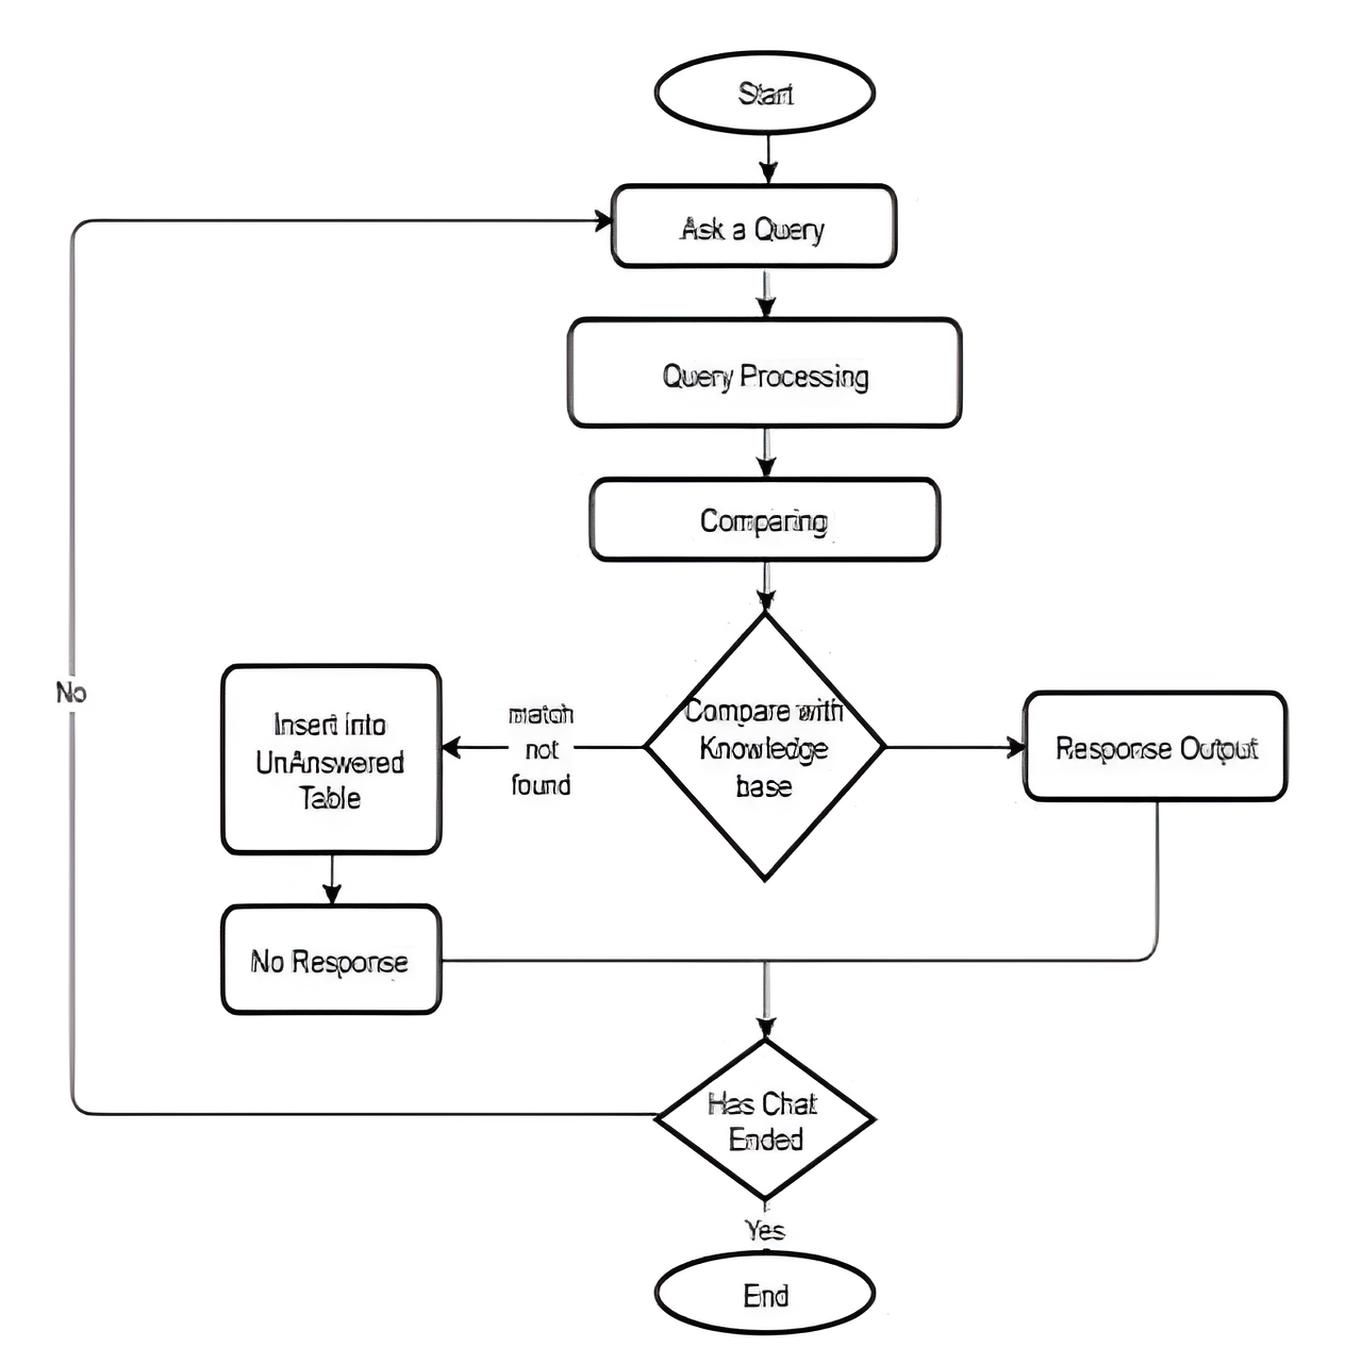 Start
Ask a Query
Query Processing
Comparing
Compare with
Knowledge
base
match
not
found
Insert into
UnAnswered
Table
Response Output
No
No Response
Has Chat
Ended
Yes
End